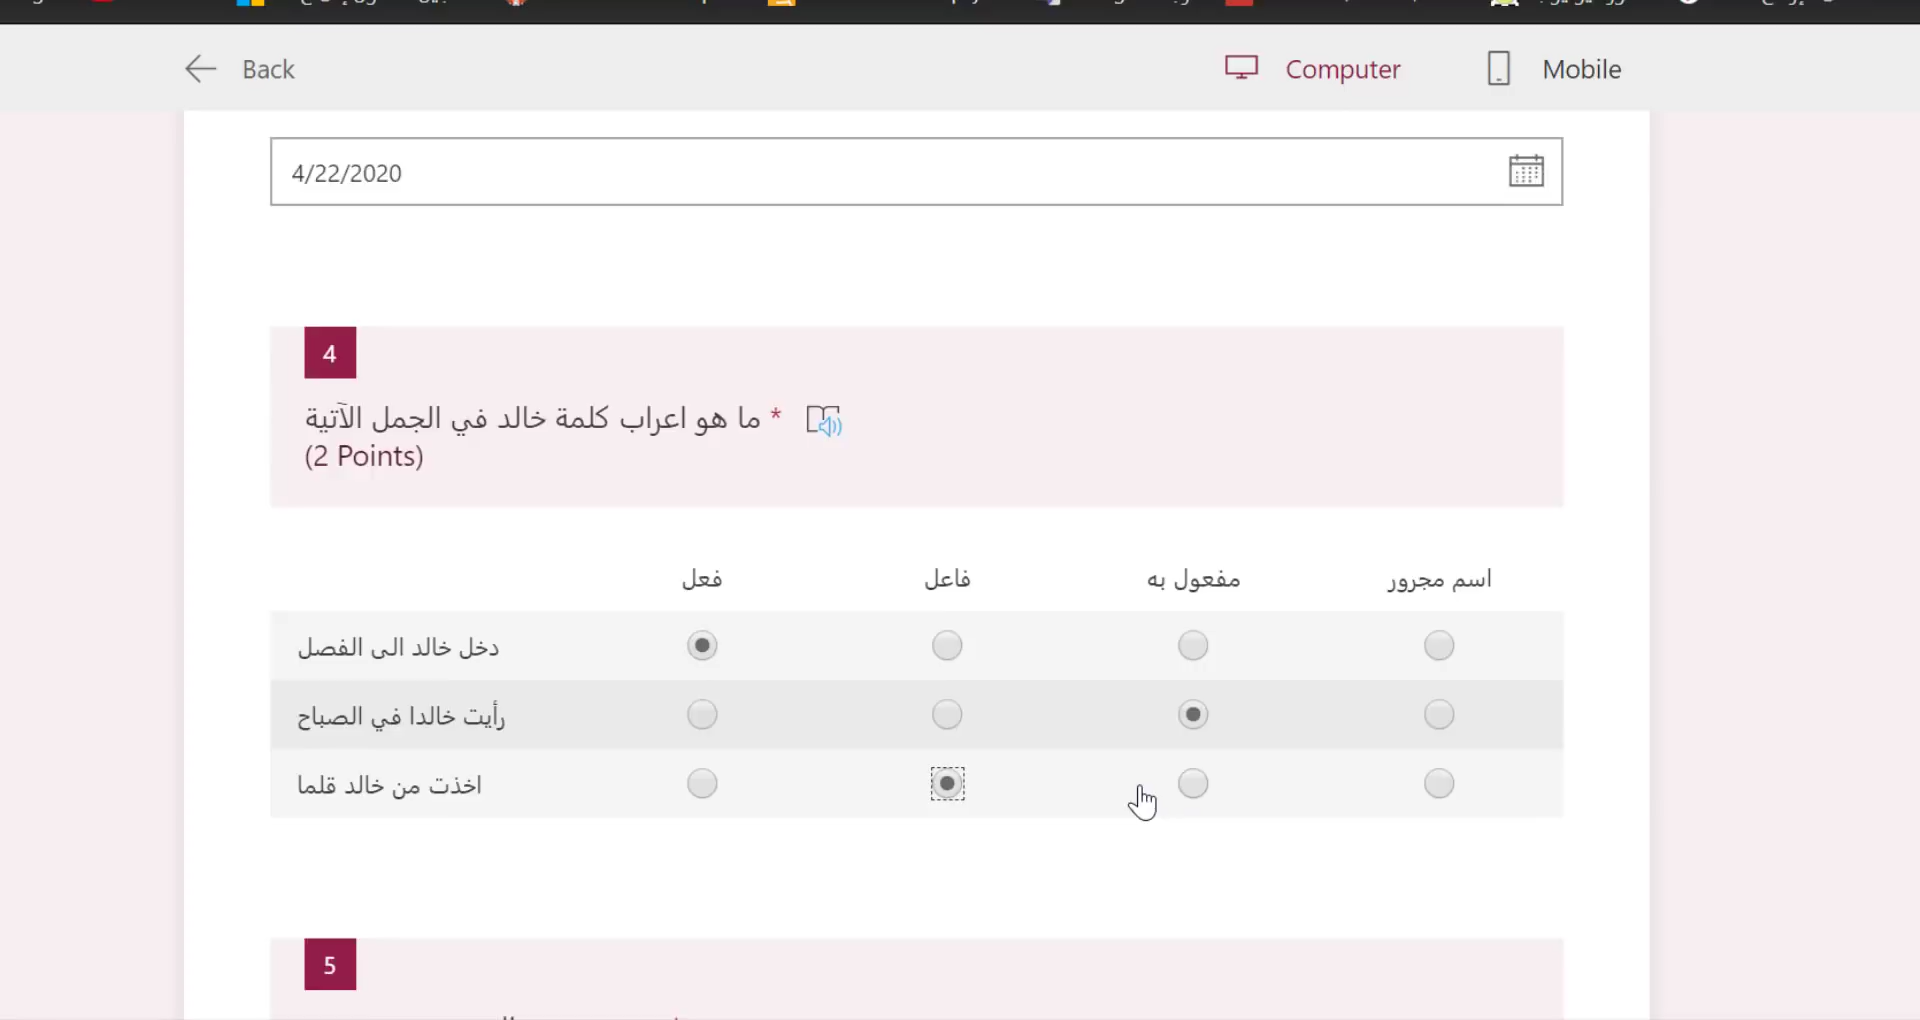 Back
Computer
Mobile
4/22/2020
4
ما هو اعراب كلمة خالد في الجمل الآتية *
(2 Points)
فعل
فاعل
مفعول به
اسم مجرور
دخل خالد الى الفصل
رأيت خالدا في الصباح
اخذت من خالد قلما
5